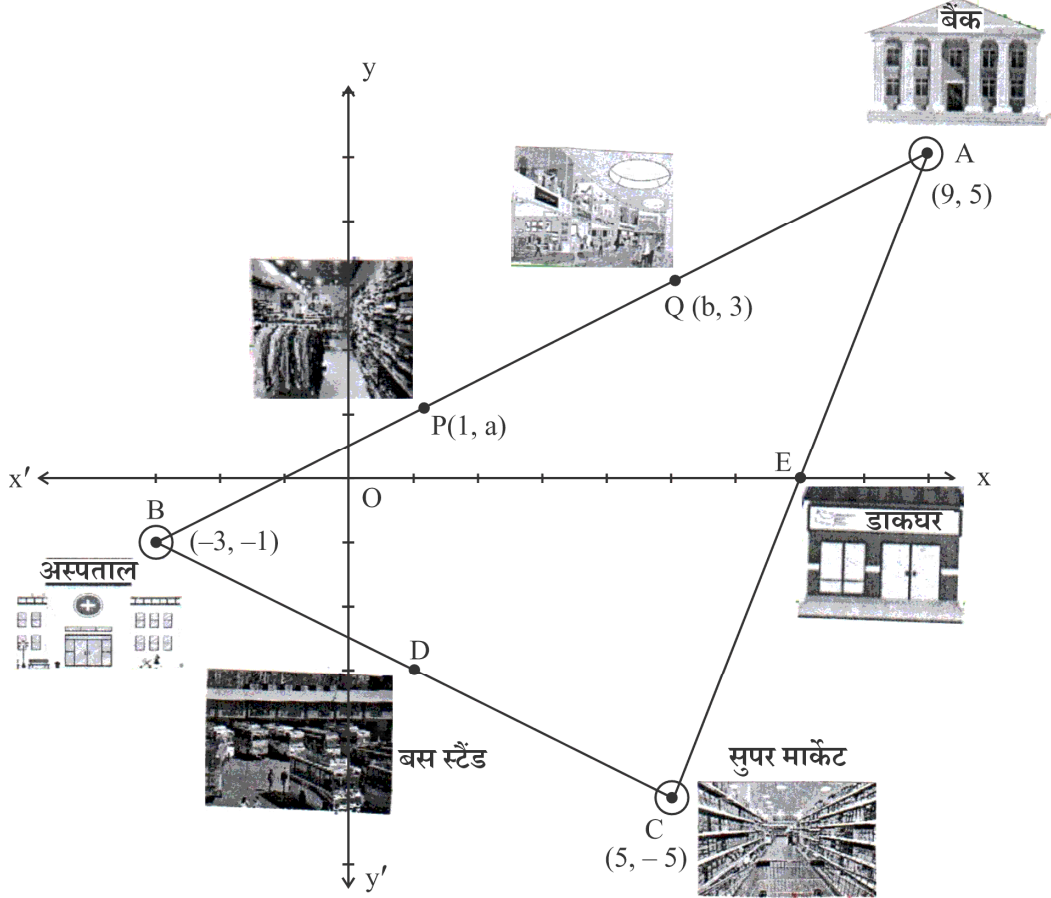 बैंक
y
A
(9, 5)
Q (b, 3)
P(1, a)
x′
E
x
O
B
(–3, –1)
डाकघर
अस्पताल
D
बस स्टैंड
सुपर मार्केट
C
(5, – 5)
y′